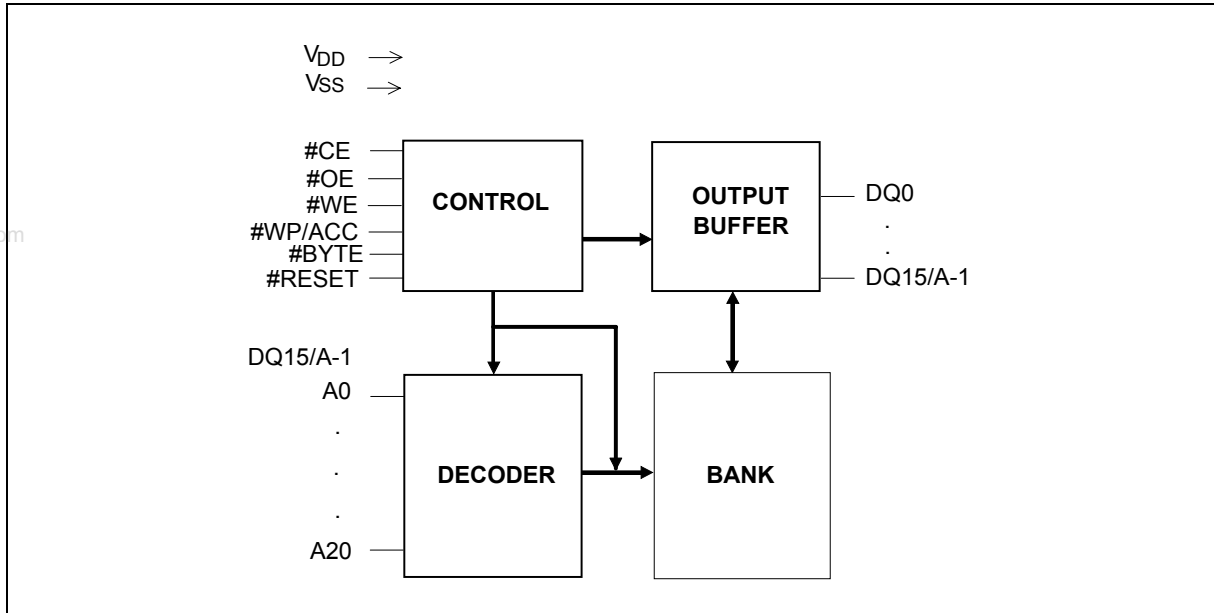 VDD
VSS
#CE
#OE
#WE
#WP/ACC
#BYTE
#RESET
CONTROL
OUTPUT
BUFFER
DQ0
.
.
DQ15/A-1
om
DQ15/A-1
A0
.
.
.
A20
DECODER
BANK